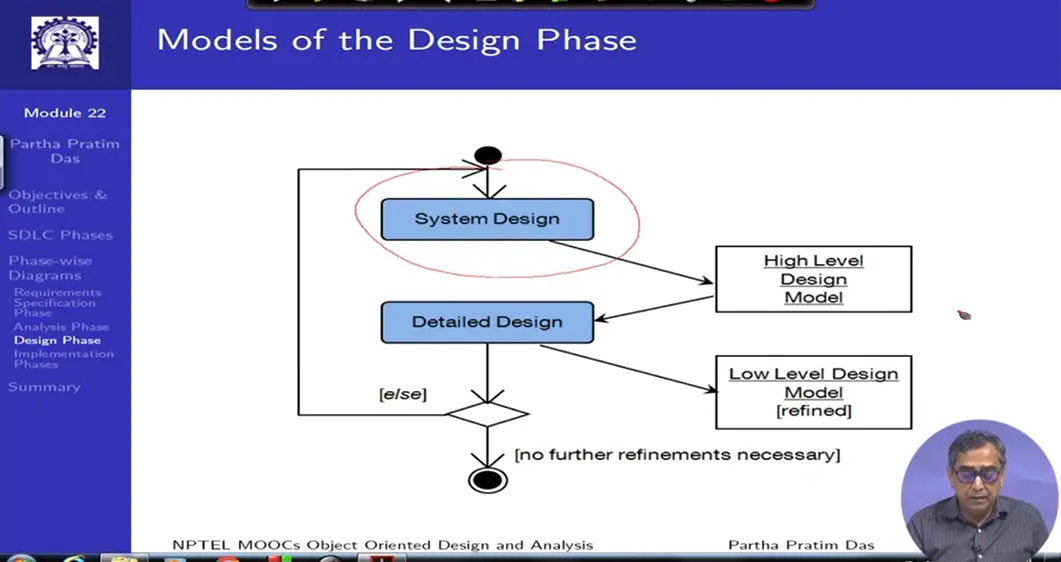 Models of the Design Phase
Module 22
Partha Pratim
Das
Objectives &
Outline
SDLC Phases
Phase-wise
Diagrams
Requirements
Specification
Phase
Analysis Phase
Design Phase
Implementation
Phases
Summary
System Design
High Level
Design
Model
Detailed Design
Low Level Design
Model
[refined]
[else]
[no further refinements necessary]
NPTEL MOOCs Object Oriented Design and Analysis
Partha Pratim Das